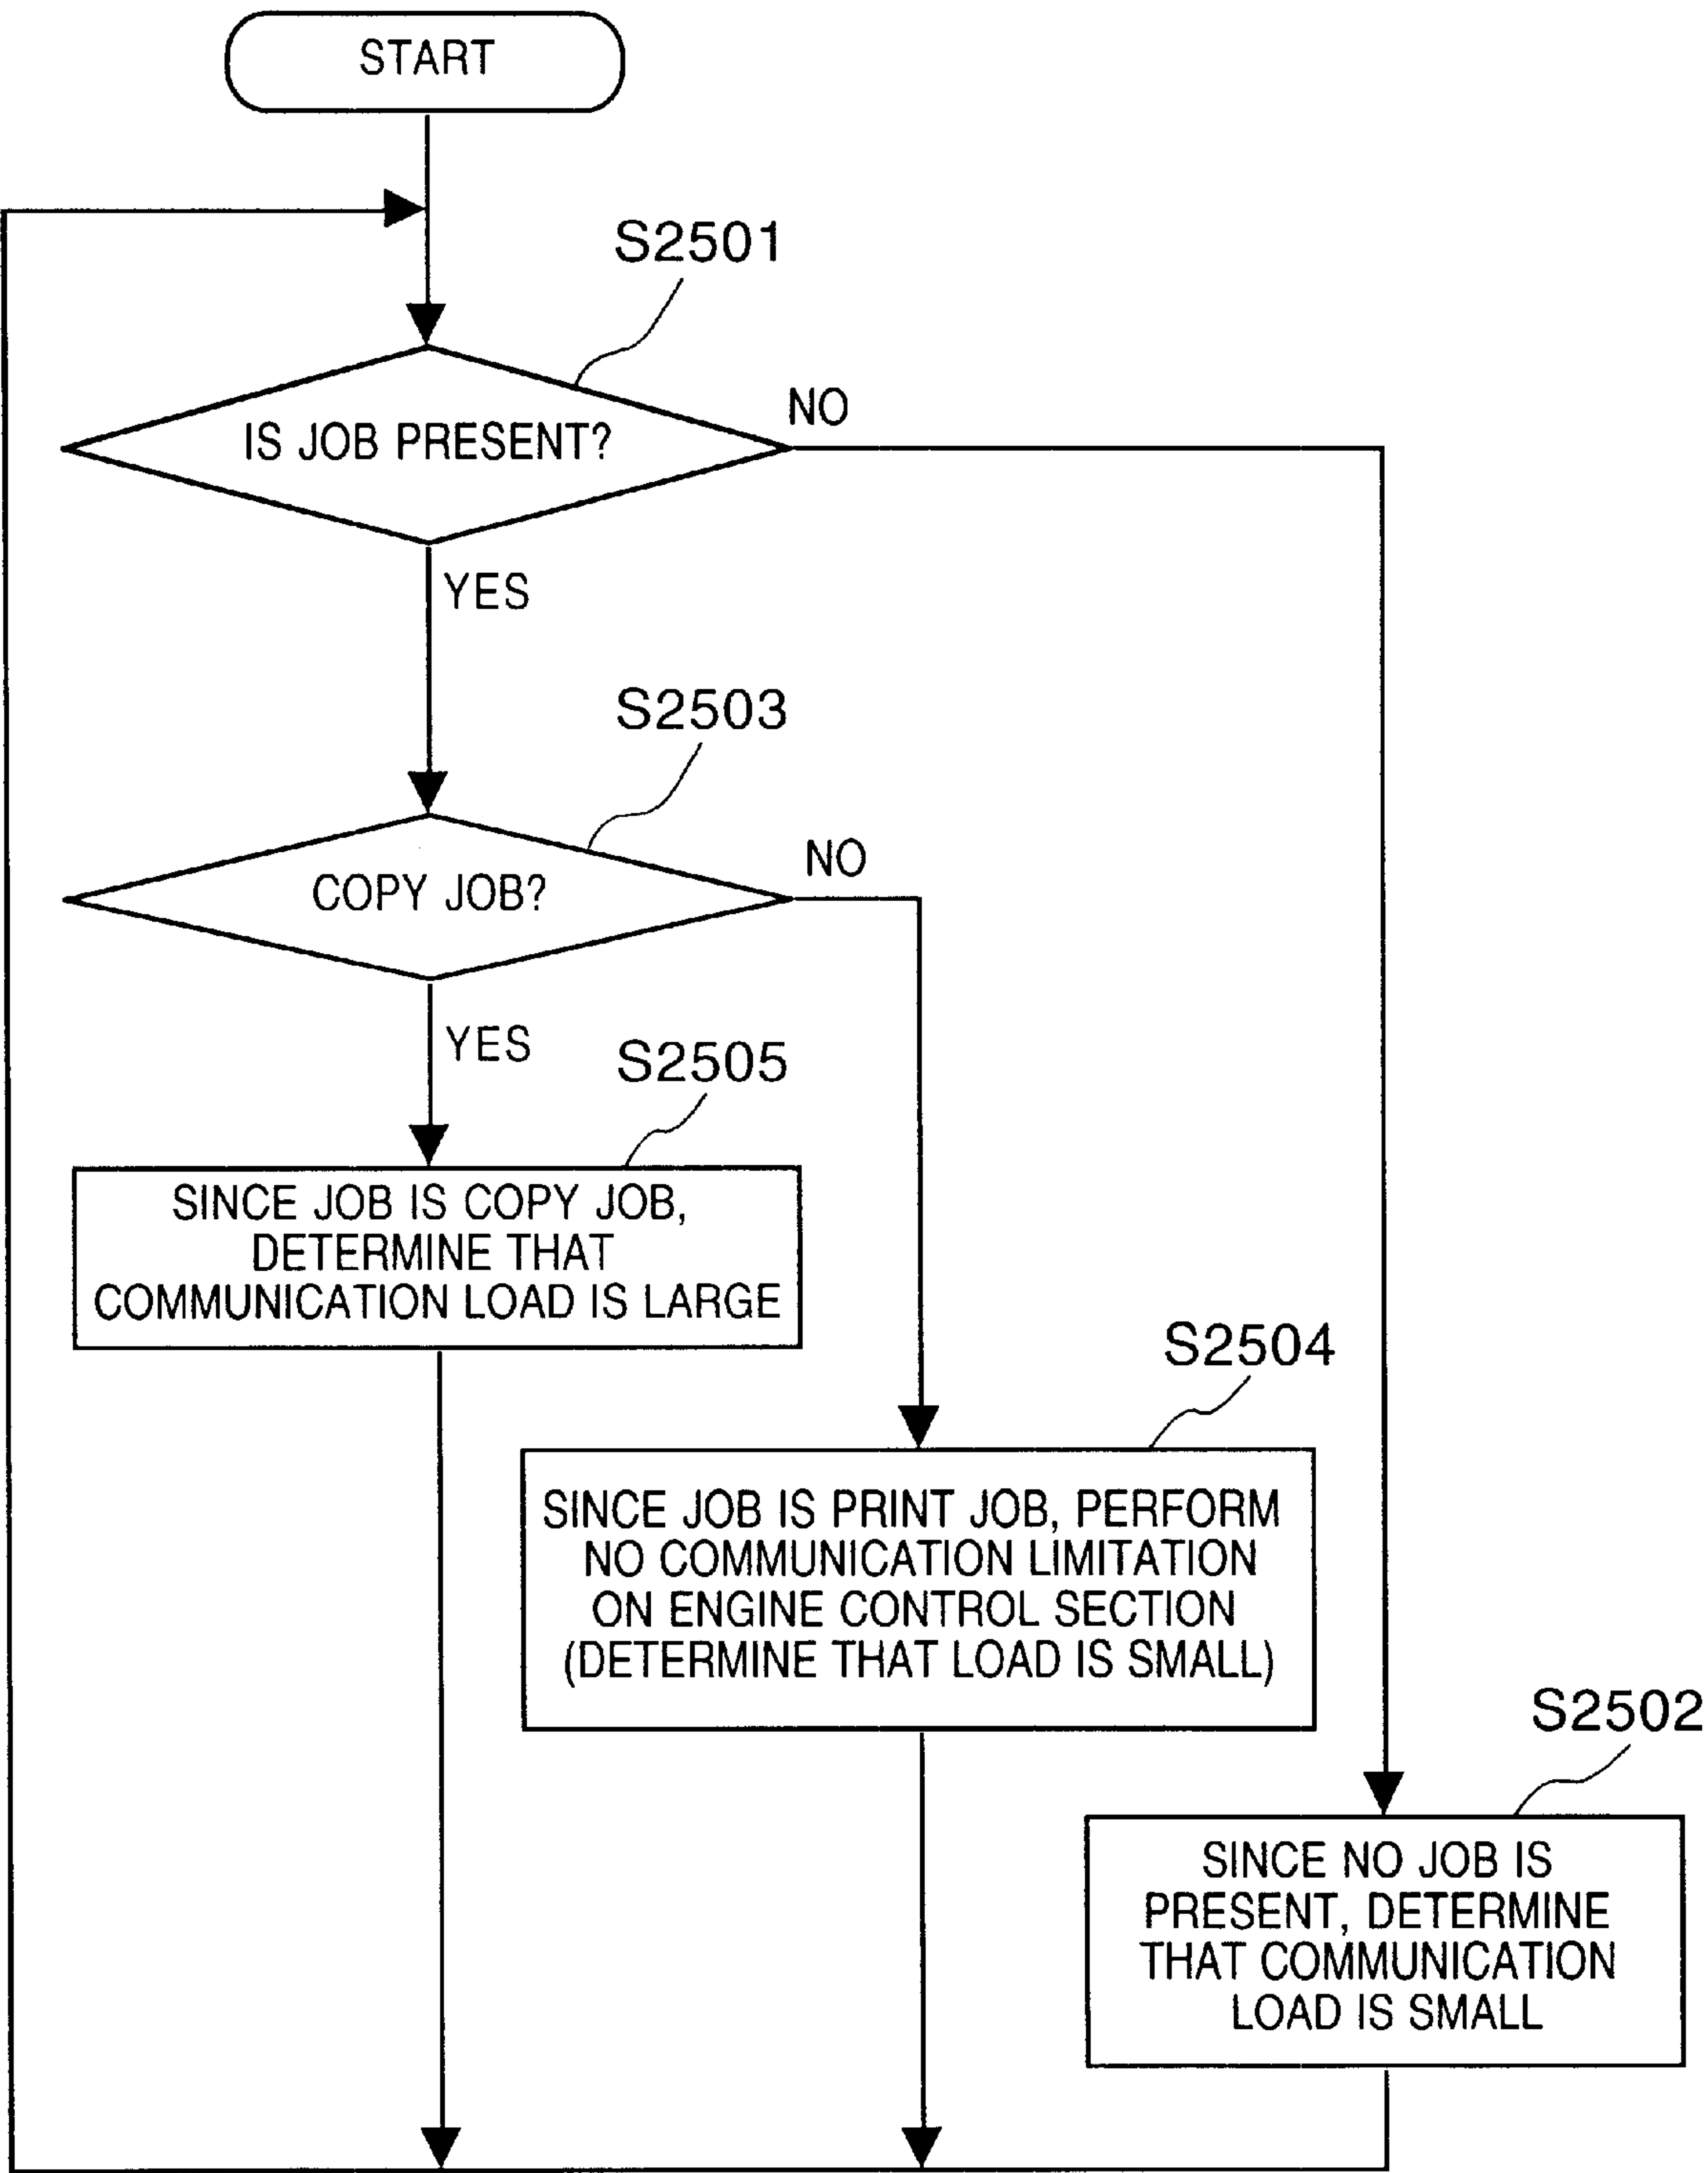 START
S2501
NO
IS JOB PRESENT?
YES
S2503
NO
COPY JOB?
YES
S2505
SINCE JOB IS COPY JOB,
DETERMINE THAT
COMMUNICATION LOAD IS LARGE
S2504
SINCE JOB IS PRINT JOB, PERFORM
NO COMMUNICATION LIMITATION
ON ENGINE CONTROL SECTION
(DETERMINE THAT LOAD IS SMALL)
S2502
SINCE NO JOB IS
PRESENT, DETERMINE
THAT COMMUNICATION
LOAD IS SMALL